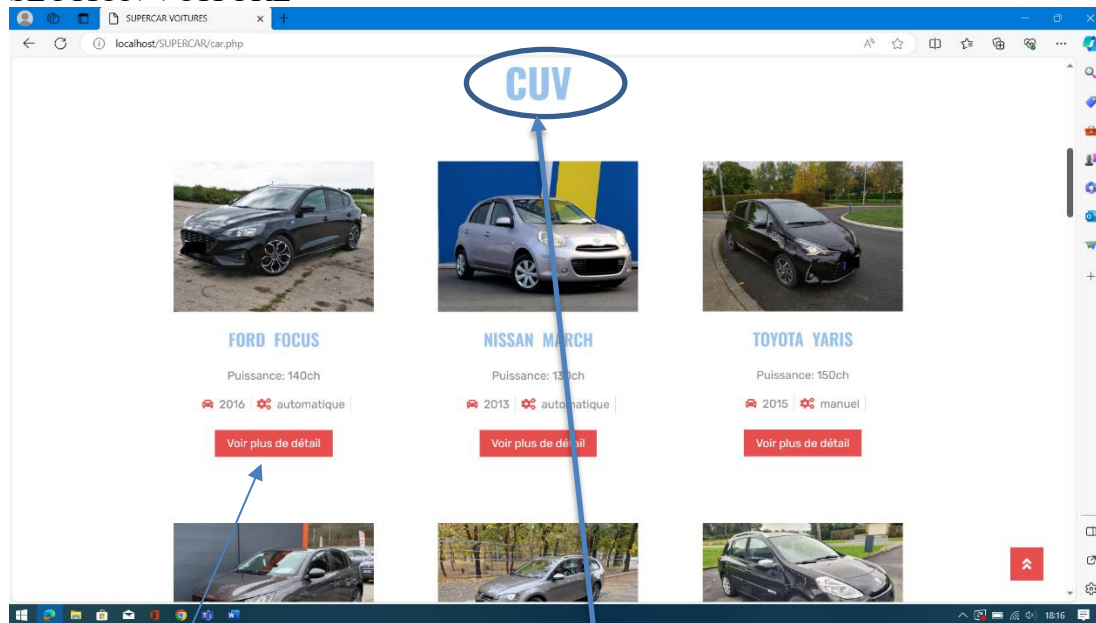 SECTION VOITURE
SUPERCAR VOITURES
localhost/SUPERCAR/car.php
CUV
FORD FOCUS
NISSAN MARCH
TOYOTA YARIS
Puissance: 140ch
Puissance: 130ch
Puissance: 150ch
2016 automatique
2013 automatique
2015 manuel
Voir plus de détail
Voir plus de détail
Voir plus de détail
18:16